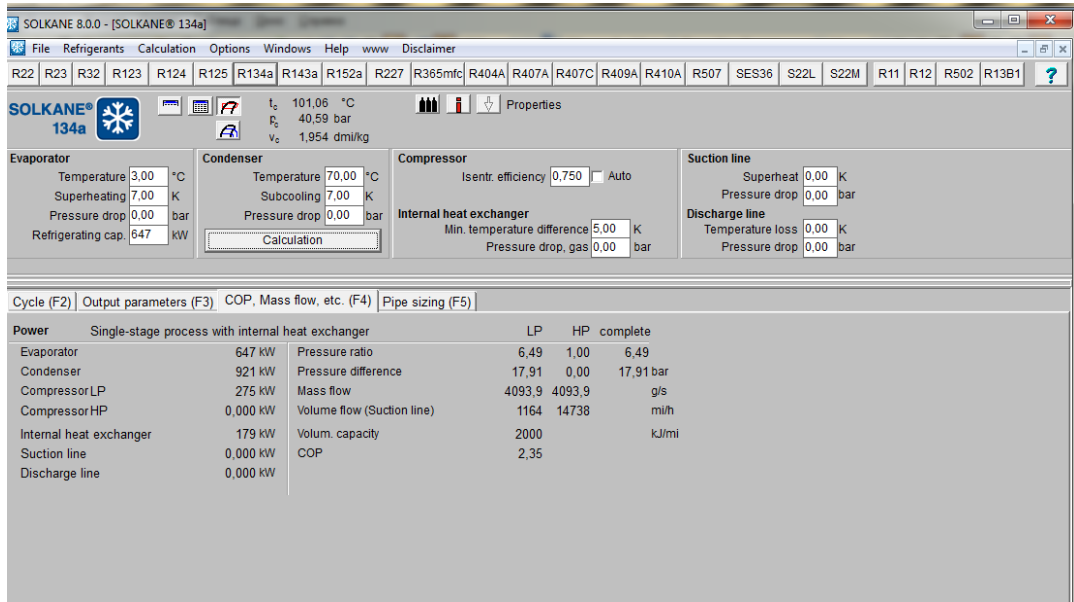 SOLKANE 8.0.0 - [SOLKANE® 134a]
File Refrigerants Calculation Options Windows Help www Disclaimer
R22 R23 R32 R123 R124 R125 R134a R143a R152a R227 R365mfc R404A R407A R407C R409A R410A R507 SES36 S22L S22M R11 R12 R502 R13B1 ?
SOLKANE® 134a
tc 101,06 °C
pc 40,59 bar
vc 1,954 dmi/kg
Properties
Evaporator
Temperature 3,00 °C
Superheating 7,00 K
Pressure drop 0,00 bar
Refrigerating cap. 647 kW
Condenser
Temperature 70,00 °C
Subcooling 7,00 K
Pressure drop 0,00 bar
Calculation
Compressor
Isentr. efficiency 0,750 Auto
Internal heat exchanger
Min. temperature difference 5,00 K
Pressure drop, gas 0,00 bar
Suction line
Superheat 0,00 K
Pressure drop 0,00 bar
Discharge line
Temperature loss 0,00 K
Pressure drop 0,00 bar
Cycle (F2) Output parameters (F3) COP, Mass flow, etc. (F4) Pipe sizing (F5)
Power Single-stage process with internal heat exchanger LP HP complete
Evaporator 647 kW Pressure ratio 6,49 1,00 6,49
Condenser 921 kW Pressure difference 17,91 0,00 17,91 bar
Compressor LP 275 kW Mass flow 4093,9 4093,9 g/s
Compressor HP 0,000 kW Volume flow (Suction line) 1164 14738 mi/h
Internal heat exchanger 179 kW Volum. capacity 2000 kJ/mi
Suction line 0,000 kW COP 2,35
Discharge line 0,000 kW